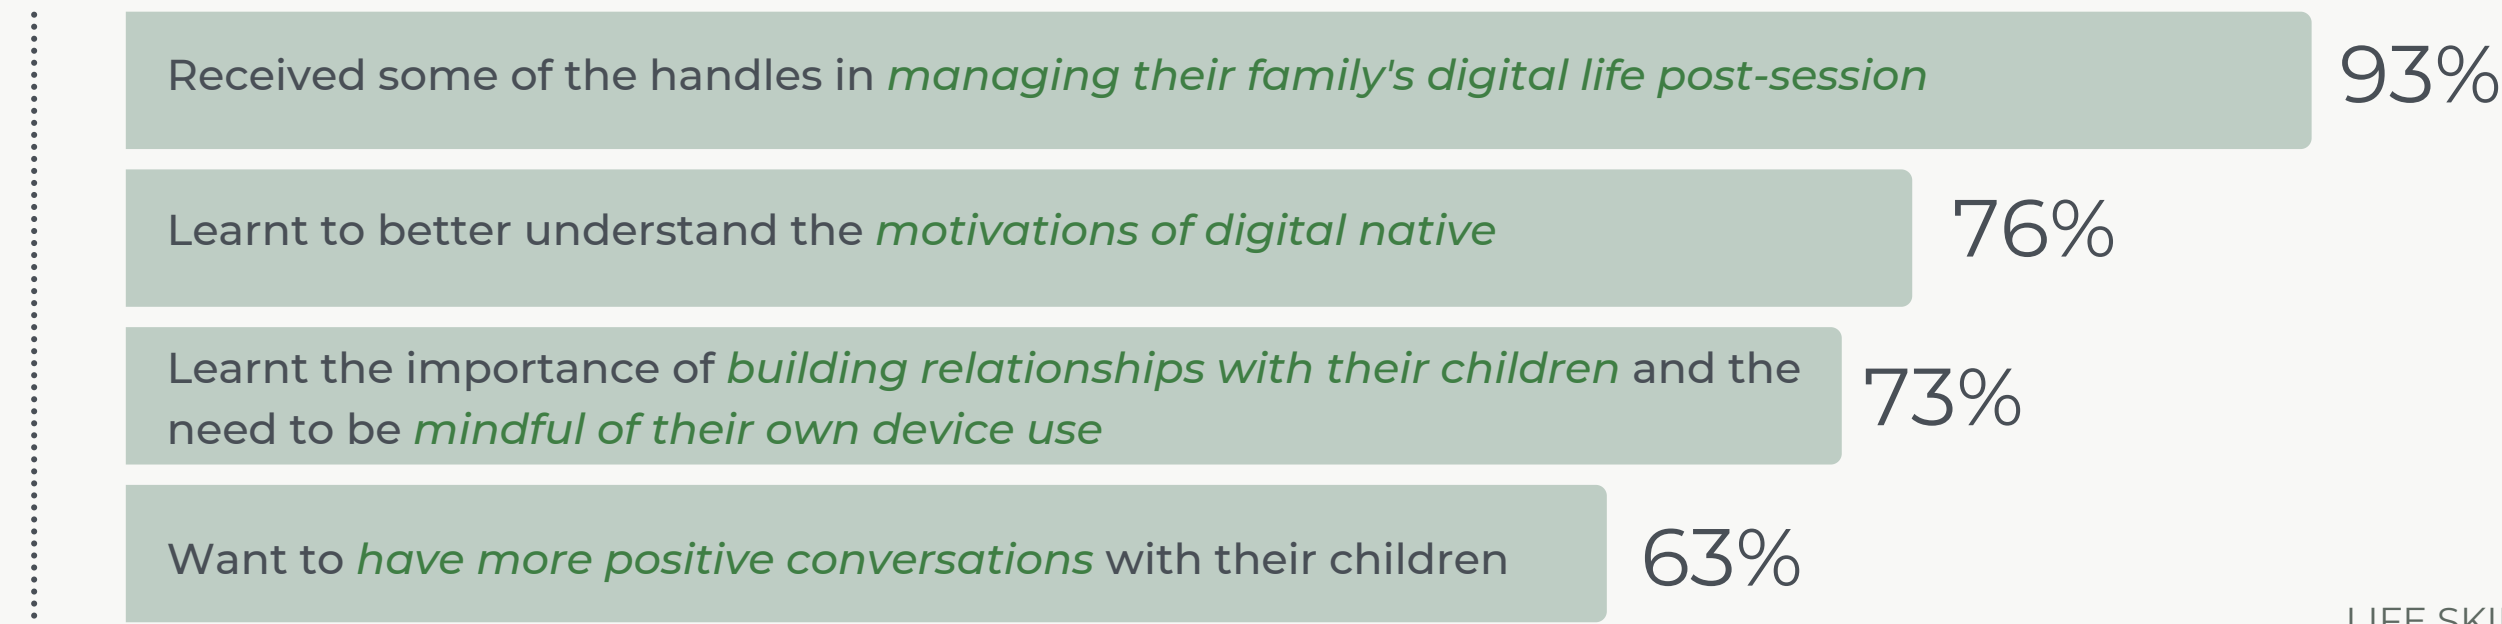 Received some of the handles in managing their family's digital life post-session
93%
Learnt to better understand the motivations of digital native
76%
Learnt the importance of building relationships with their children and the
need to be mindful of their own device use
73%
Want to have more positive conversations with their children
63%
LIFE